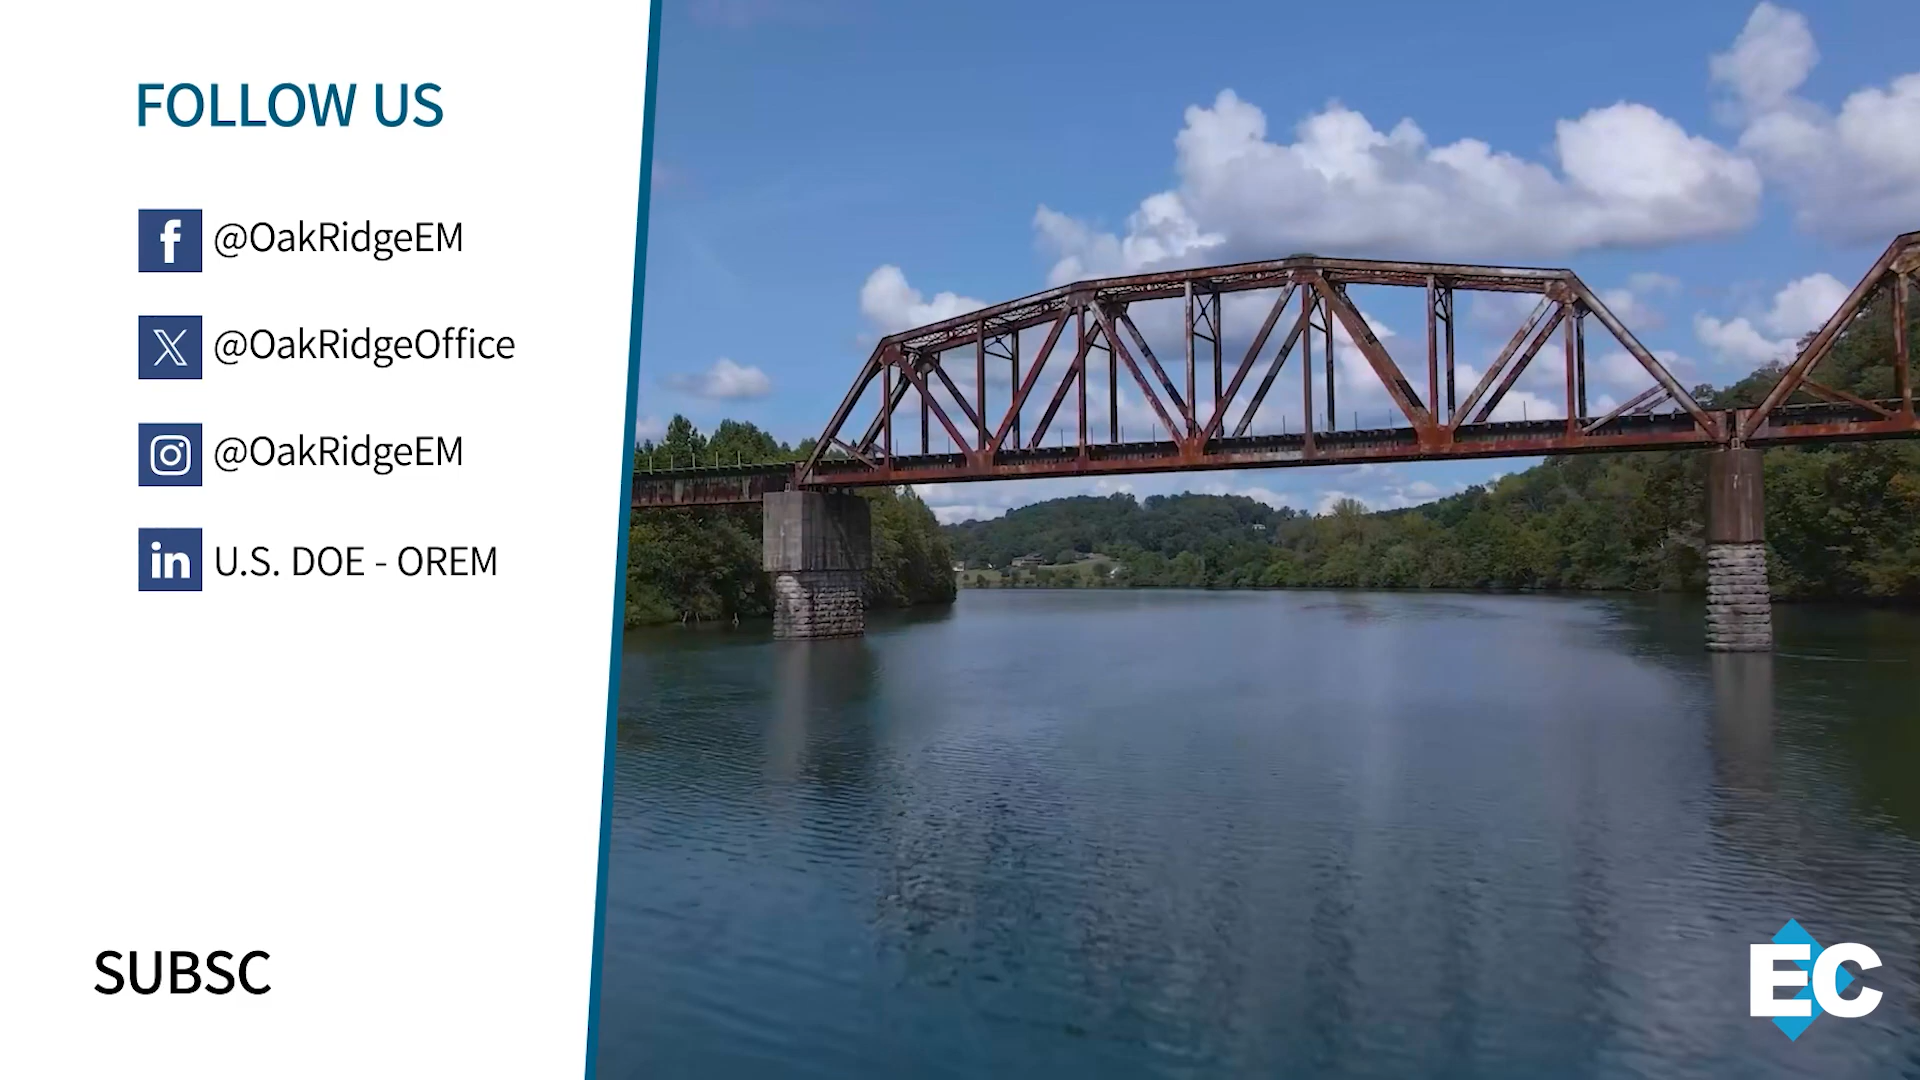 FOLLOW US
@OakRidgeEM
@OakRidgeOffice
@OakRidgeEM
U.S. DOE - OREM
SUBSC
EC